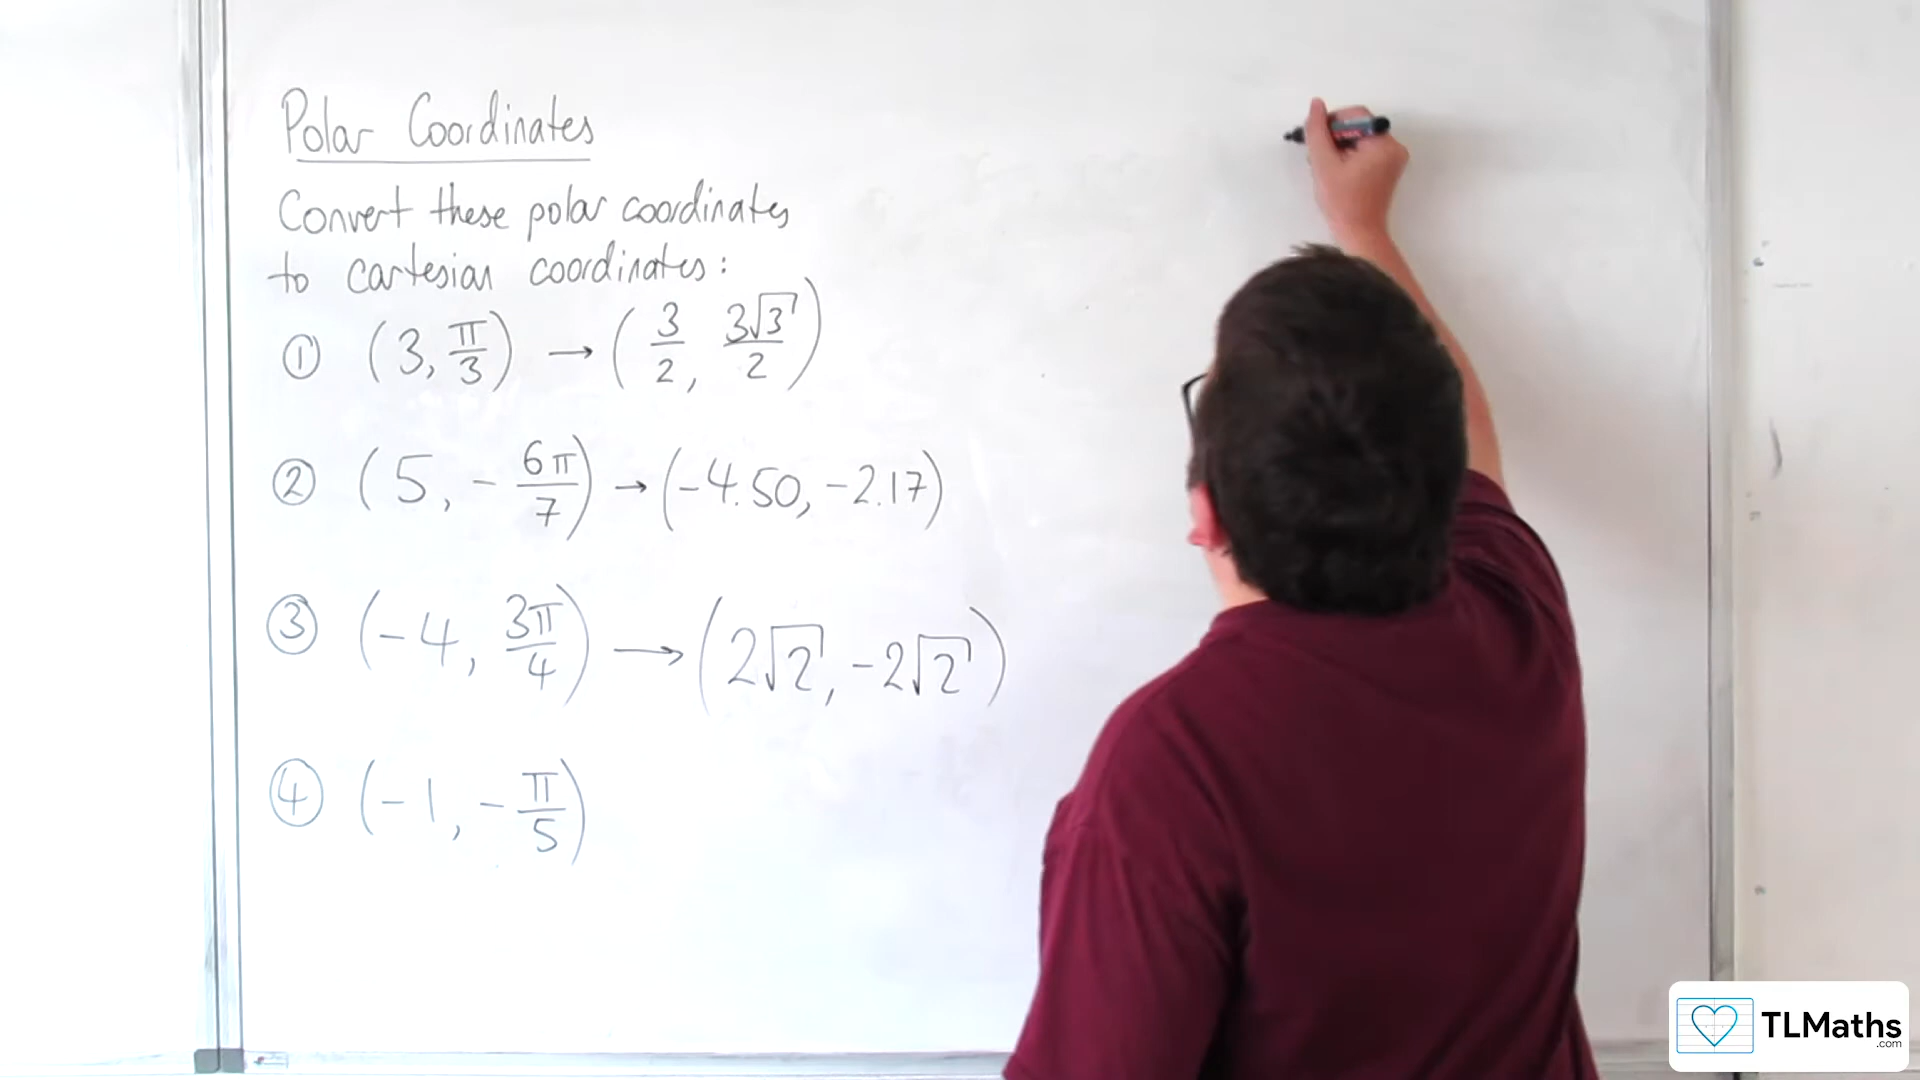 Polar Coordinates
Convert these polar coordinates
to cartesian coordinates:
① (3, π/3) → (3/2, 3√3/2)
② (5, -6π/7) → (-4.50, -2.17)
③ (-4, 3π/4) → (2√2, -2√2)
④ (-1, -π/5)
TLMaths
.com